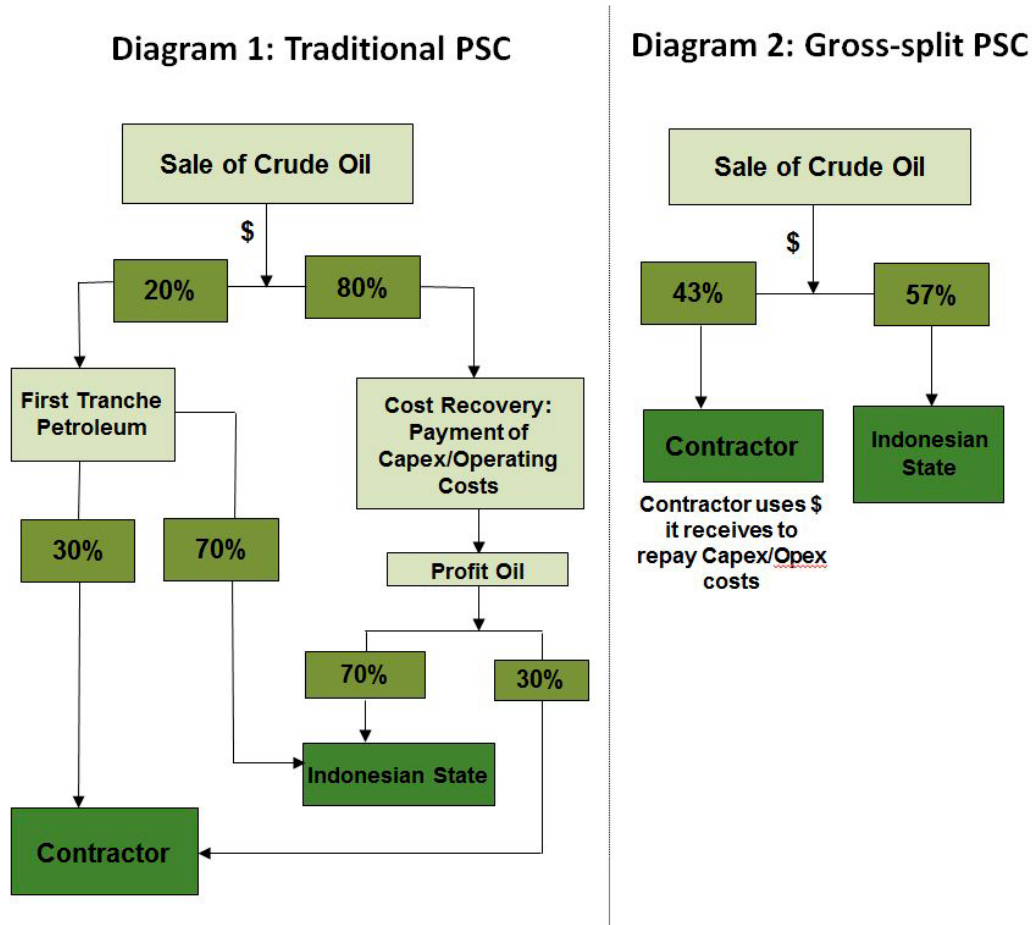 Diagram 1: Traditional PSC
Sale of Crude Oil
$
20%
80%
First Tranche
Petroleum
Cost Recovery:
Payment of
Capex/Operating
Costs
30%
70%
Profit Oil
70%
30%
Indonesian State
Contractor
Diagram 2: Gross-split PSC
Sale of Crude Oil
$
43%
57%
Contractor
Indonesian
State
Contractor uses $
it receives to
repay Capex/Opex
costs